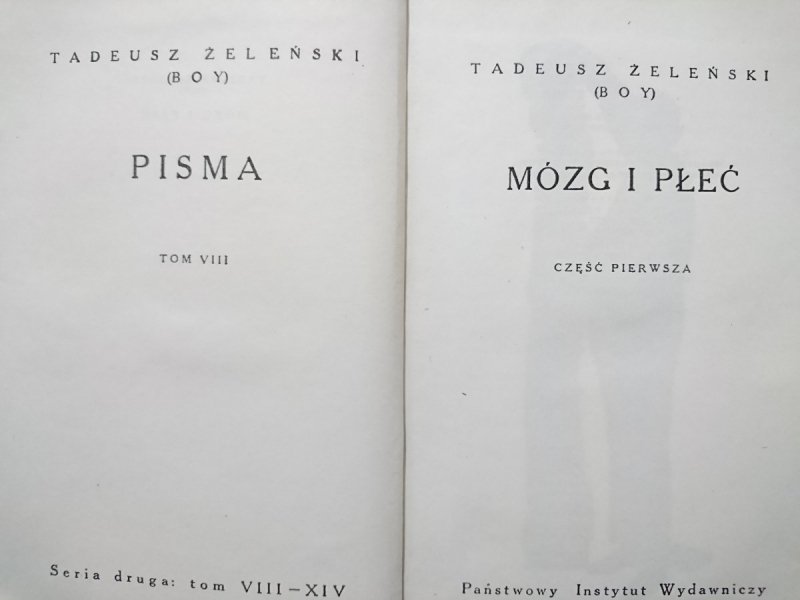 TADEUSZ ŻELEŃSKI
(BOY)
PISMA
TOM VIII
Seria druga: tom VIII–XIV
TADEUSZ ŻELEŃSKI
(BOY)
MÓZG I PŁEĆ
CZĘŚĆ PIERWSZA
Państwowy Instytut Wydawniczy